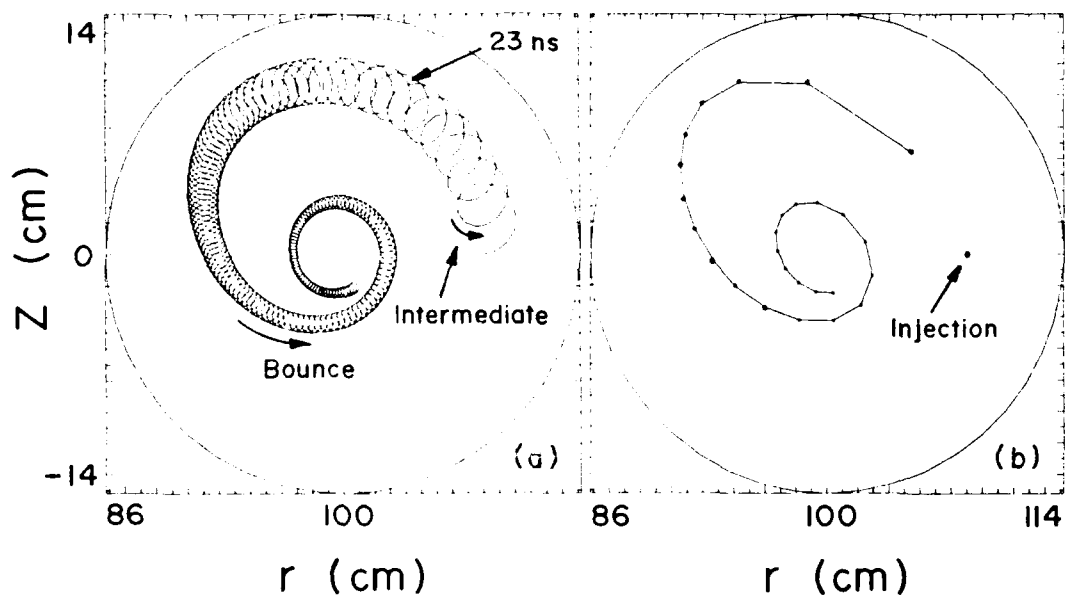 14
0
-14
Z (cm)
23 ns
Intermediate
Bounce
(a)
86
100
r (cm)
Injection
(b)
86
100
114
r (cm)